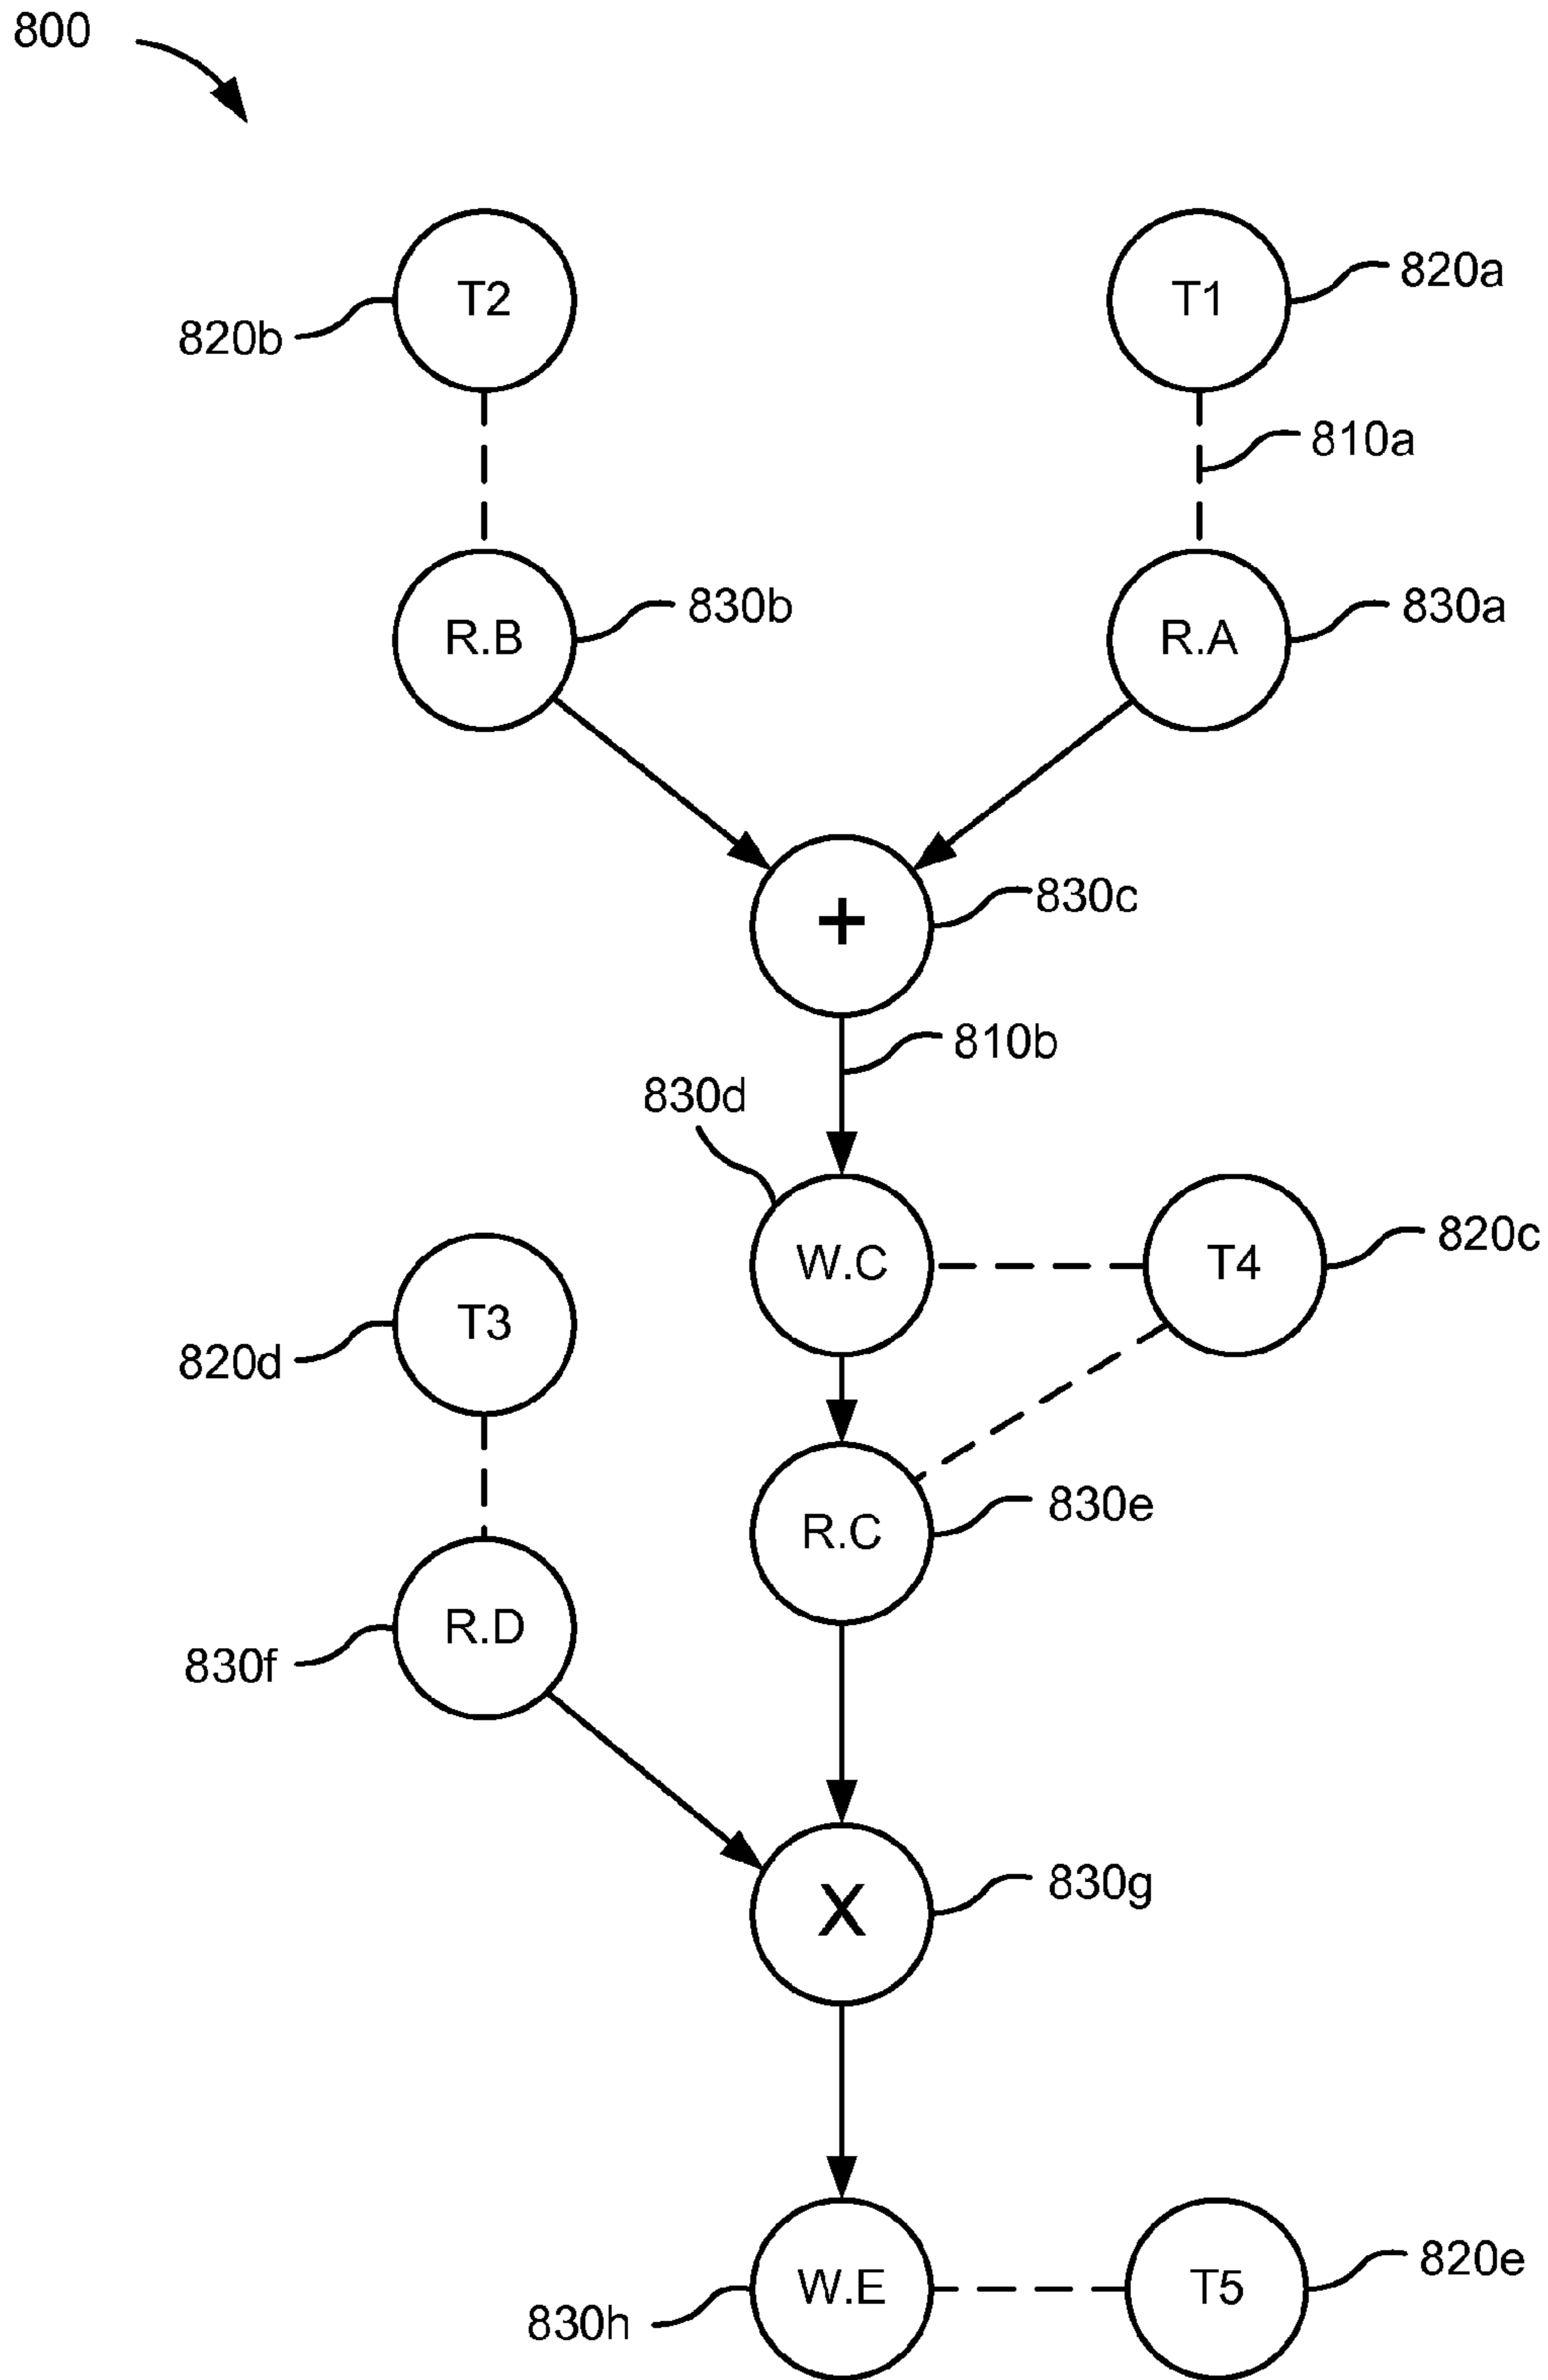 800
T2
T1
820a
820b
810a
R.B
830b
R.A
830a
+
830c
810b
830d
W.C
T4
820c
T3
820d
R.C
830e
R.D
830f
X
830g
W.E
T5
820e
830h